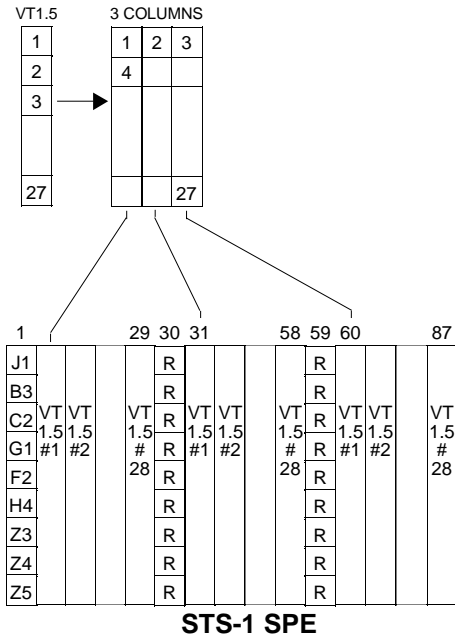 VT1.5 3 COLUMNS
1 1 2 3
2 4
3
27 27
1 29 30 31 58 59 60 87
J1 R R
B3 R R
C2 VT VT VT R VT VT VT R VT VT VT
1.5 1.5 1.5 1.5 1.5 1.5 1.5 1.5 1.5
G1 #1 #2 # R #1 #2 # R #1 #2 #
F2 28 R 28 R 28
H4 R R
Z3 R R
Z4 R R
Z5 R R
STS-1 SPE